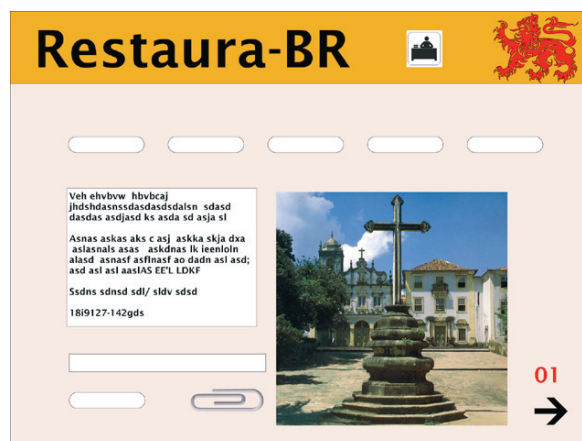 Restaura-BR
Veh ehvbvw hbvbcaj
jhdshdasnssdasdasdsdalsn sdasd
dasdas asdjasd ks asda sd asja sl
Asnas askas aks c asj askka skja dxa
aslasnals asas askdnas lk ieenloln
alasd asnasf asflnasf ao dadn asl asd;
asd asl asl aaslAS EE'L LDKF
Ssdns sdnsd sdl/ sldv sdsd
18i9127-142gds
01